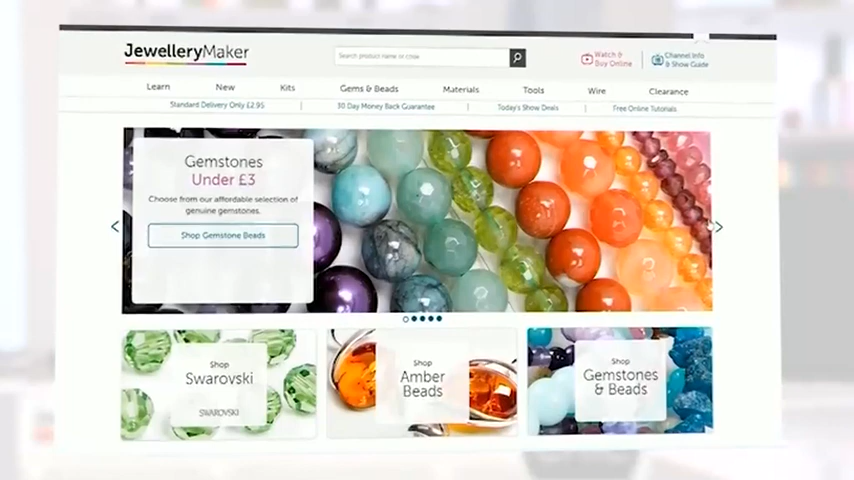 JewelleryMaker
Search product name or code
Watch &
Buy Online
Channel Info
& Show Guide
Learn
New
Kits
Gems & Beads
Materials
Tools
Wire
Clearance
Standard Delivery Only £2.95
30 Day Money Back Guarantee
Today's Show Deals
Free Online Tutorials
Gemstones
Under £3
Choose from our affordable selection of
genuine gemstones.
Shop Gemstone Beads
Shop
Swarovski
SWAROVSKI
Shop
Amber
Beads
Shop
Gemstones
& Beads